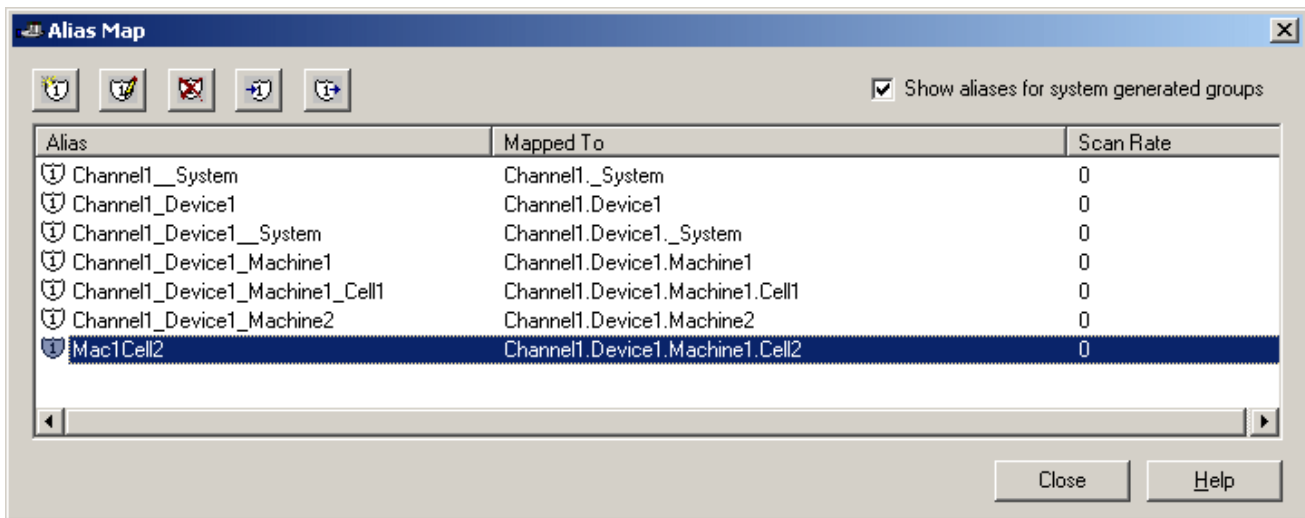 Alias Map
Show aliases for system generated groups
Alias Mapped To Scan Rate
Channel1__System Channel1._System 0
Channel1_Device1 Channel1.Device1 0
Channel1_Device1__System Channel1.Device1._System 0
Channel1_Device1_Machine1 Channel1.Device1.Machine1 0
Channel1_Device1_Machine1_Cell1 Channel1.Device1.Machine1.Cell1 0
Channel1_Device1_Machine2 Channel1.Device1.Machine2 0
Mac1Cell2 Channel1.Device1.Machine1.Cell2 0
Close Help